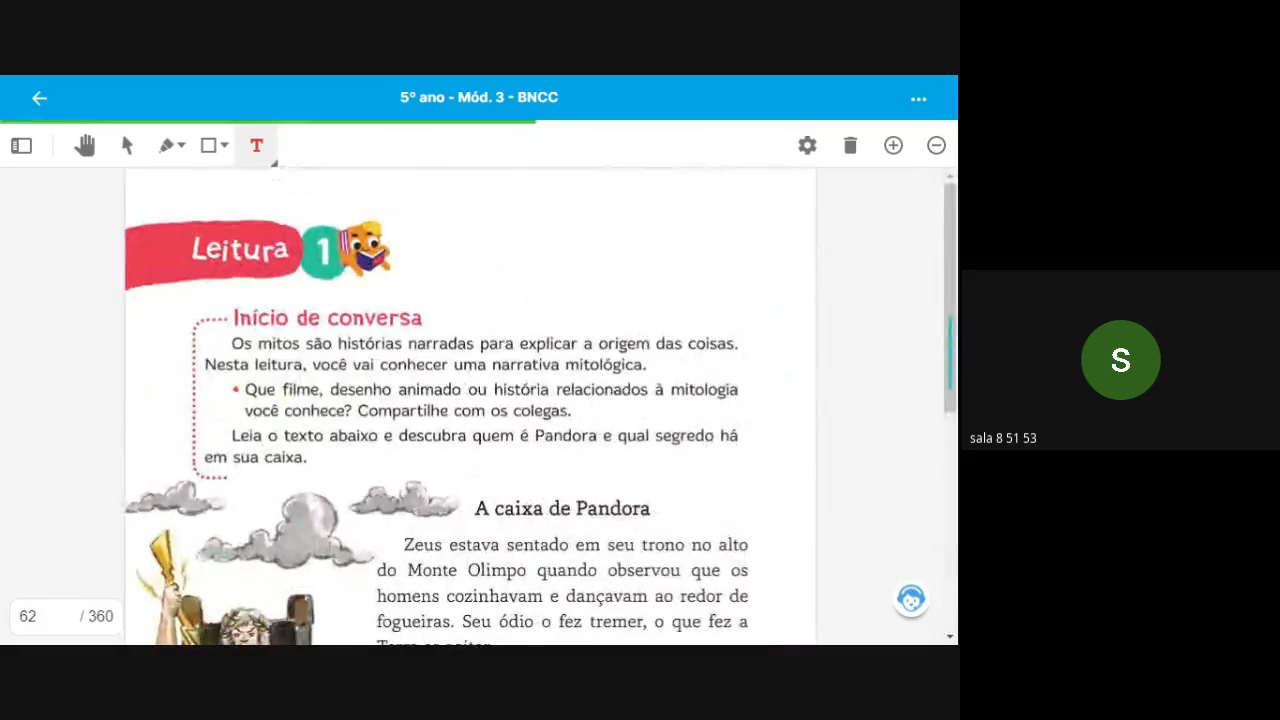 5º ano - Mód. 3 - BNCC
T
Leitura 1
Início de conversa
Os mitos são histórias narradas para explicar a origem das coisas.
Nesta leitura, você vai conhecer uma narrativa mitológica.
• Que filme, desenho animado ou história relacionados à mitologia
você conhece? Compartilhe com os colegas.
Leia o texto abaixo e descubra quem é Pandora e qual segredo há
em sua caixa.
A caixa de Pandora
Zeus estava sentado em seu trono no alto
do Monte Olimpo quando observou que os
homens cozinhavam e dançavam ao redor de
fogueiras. Seu ódio o fez tremer, o que fez a
62 / 360
S
sala 8 51 53